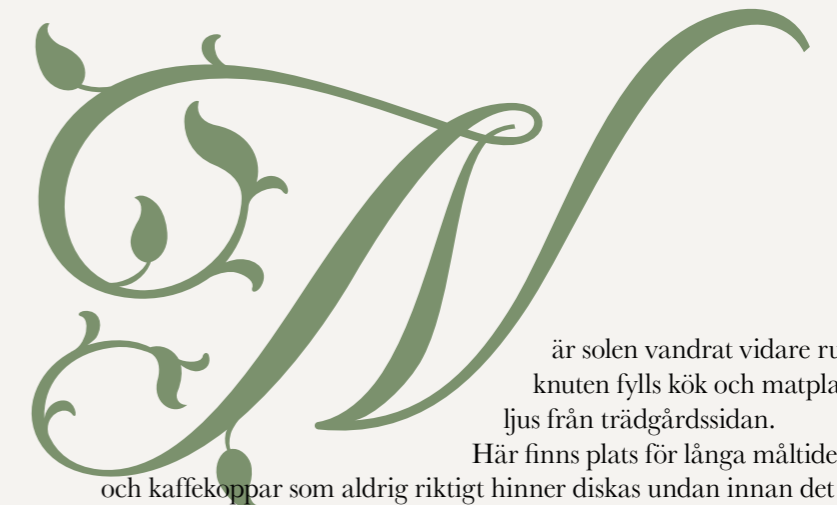 N
är solen vandrat vidare
knuten fylls kök och
ljus från trädgårdssidan.
Här finns plats för långa
och kaffekoppar som aldrig riktigt hinner diskas undan innan det